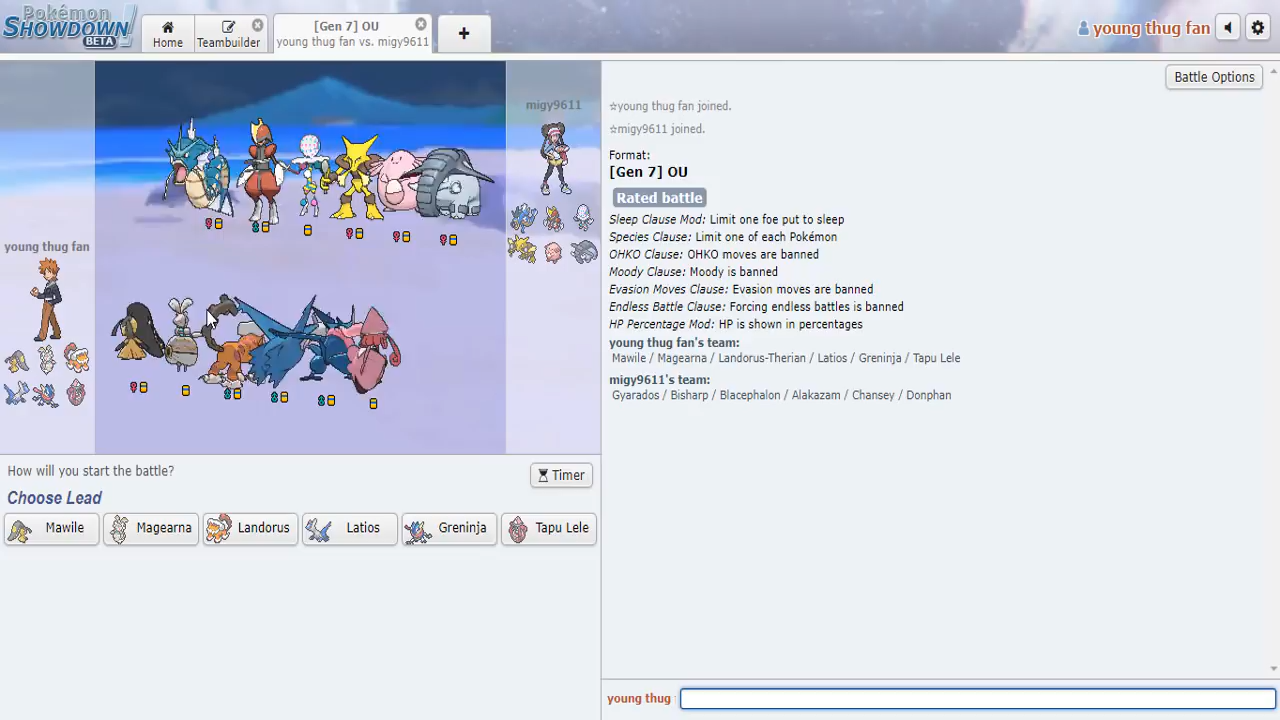 Pokémon
SHOWDOWN
BETA
Home
Teambuilder
[Gen 7] OU
young thug fan vs. migy9611
+
young thug fan
migy9611
young thug fan
How will you start the battle?
Timer
Choose Lead
Mawile
Magearna
Landorus
Latios
Greninja
Tapu Lele
Battle Options
☆young thug fan joined.
☆migy9611 joined.
Format:
[Gen 7] OU
Rated battle
Sleep Clause Mod: Limit one foe put to sleep
Species Clause: Limit one of each Pokémon
OHKO Clause: OHKO moves are banned
Moody Clause: Moody is banned
Evasion Moves Clause: Evasion moves are banned
Endless Battle Clause: Forcing endless battles is banned
HP Percentage Mod: HP is shown in percentages
young thug fan's team:
Mawile / Magearna / Landorus-Therian / Latios / Greninja / Tapu Lele
migy9611's team:
Gyarados / Bisharp / Blacephalon / Alakazam / Chansey / Donphan
young thug